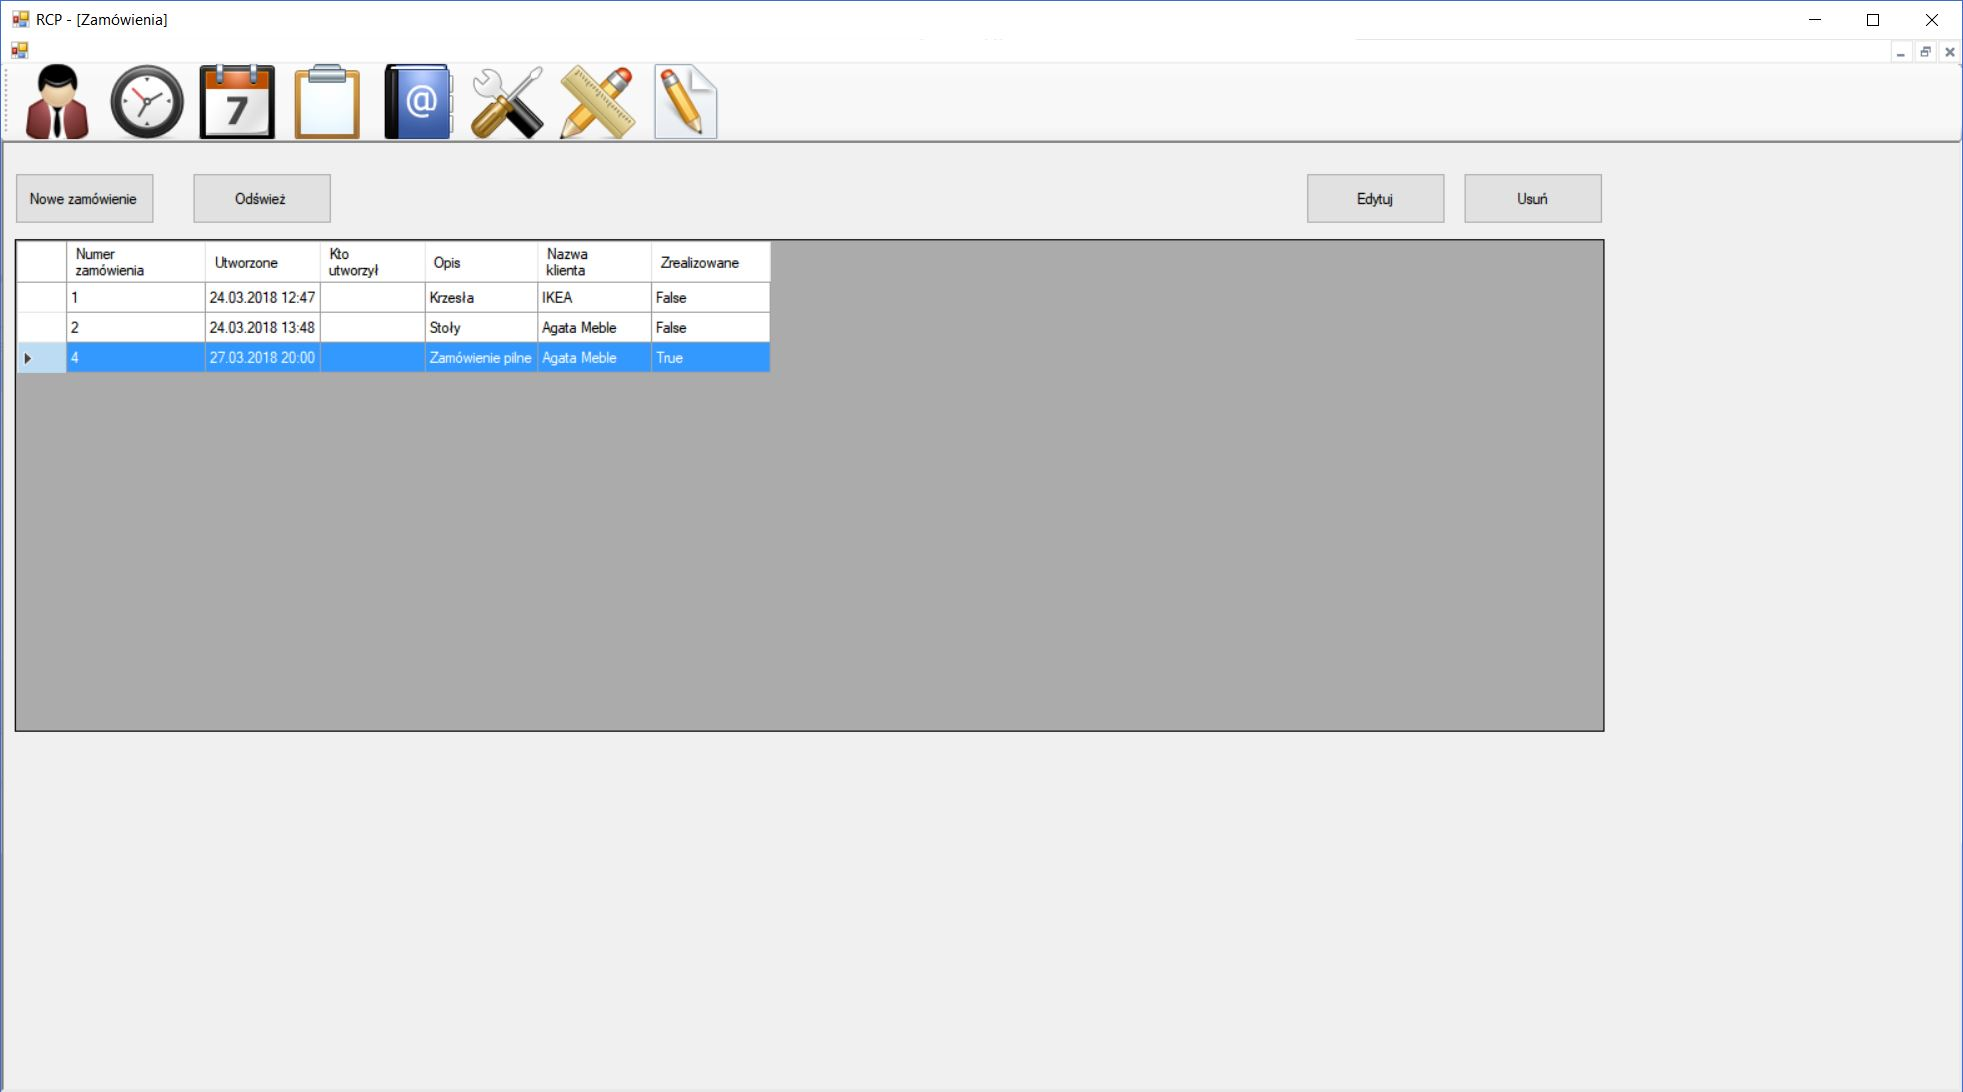 RCP - [Zamówienia]
7
@
Nowe zamówienie
Odśwież
Edytuj
Usuń
Numer zamówienia Utworzone Kto utworzył Opis Nazwa klienta Zrealizowane
1 24.03.2018 12:47 Krzesła IKEA False
2 24.03.2018 13:48 Stoły Agata Meble False
4 27.03.2018 20:00 Zamówienie pilne Agata Meble True